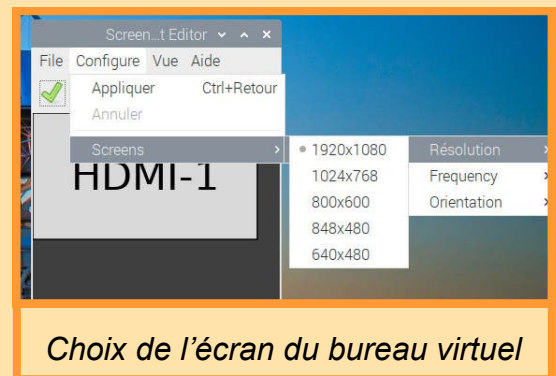 Screen...t Editor
File Configure Vue Aide
Appliquer Ctrl+Retour
Annuler
Screens
HDMI-1
1920x1080
1024x768
800x600
848x480
640x480
Résolution
Frequency
Orientation
Choix de l'écran du bureau virtuel